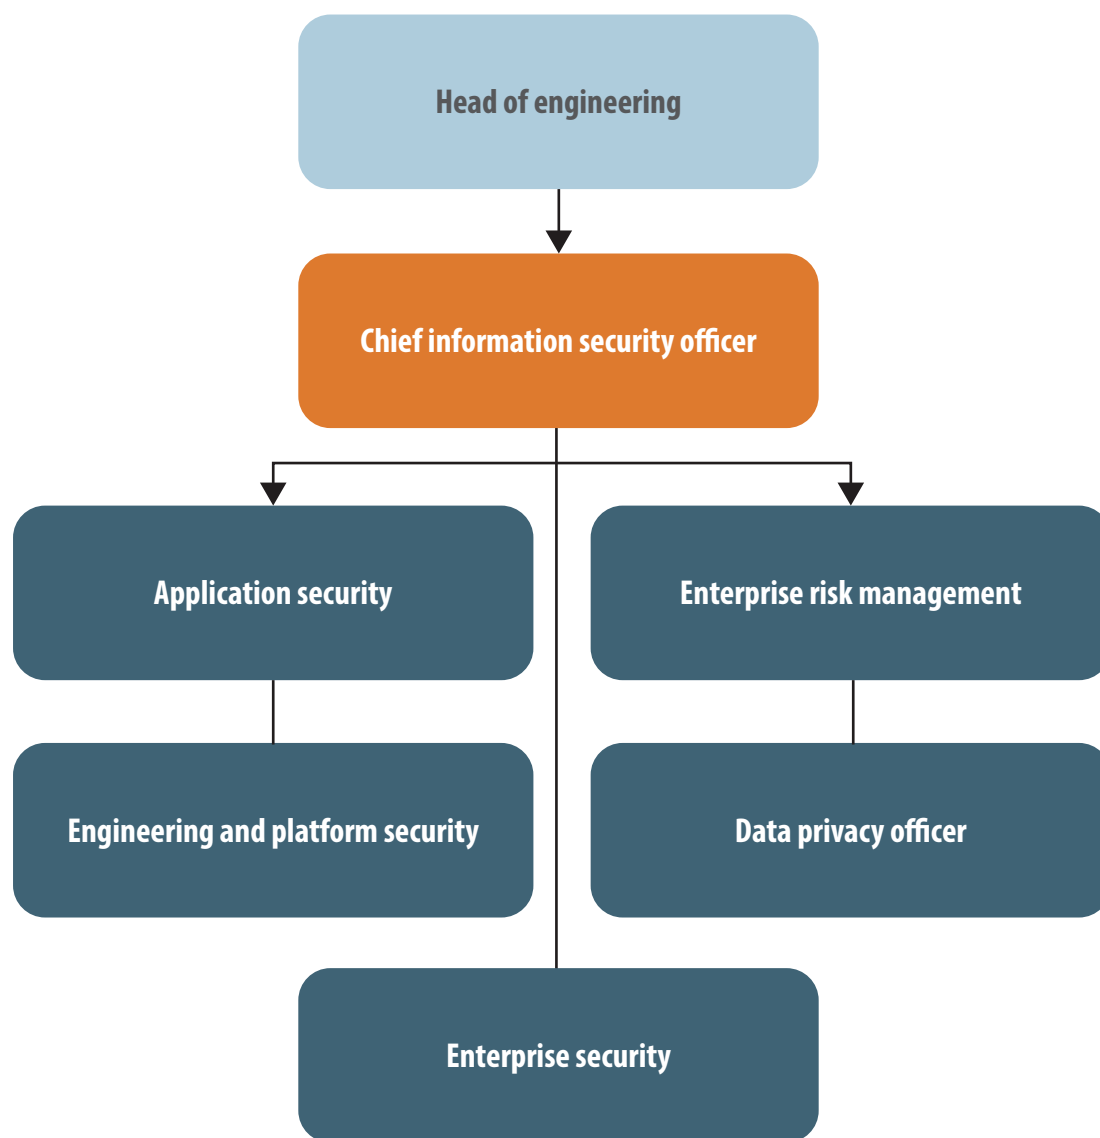 Head of engineering
Chief information security officer
Application security
Enterprise risk management
Engineering and platform security
Data privacy officer
Enterprise security